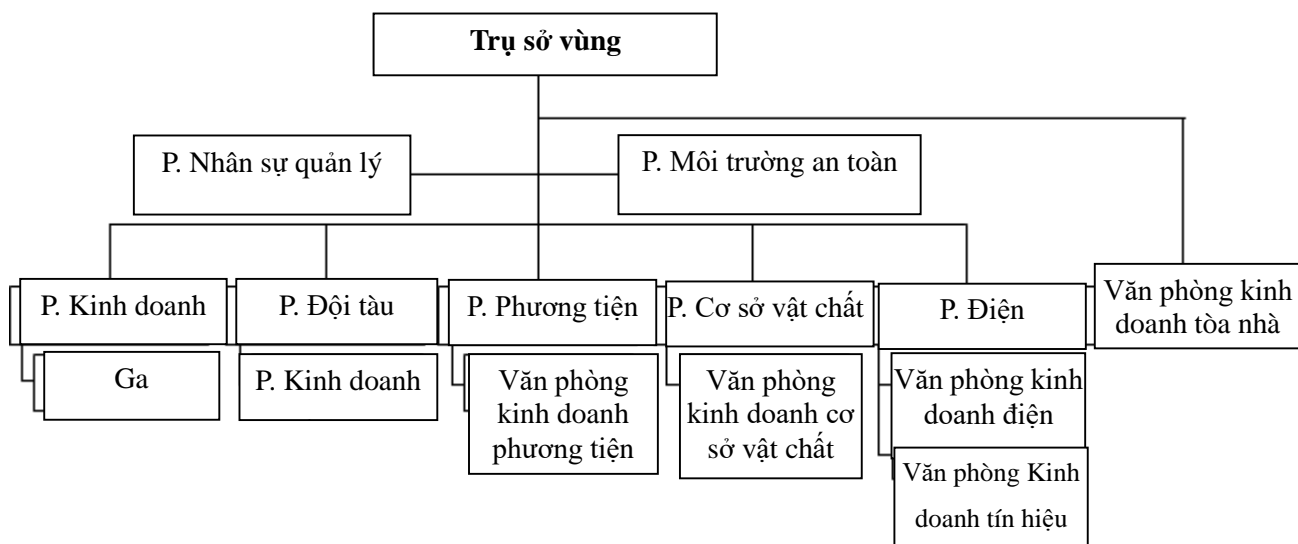 Trụ sở vùng
P. Nhân sự quản lý
P. Môi trường an toàn
P. Kinh doanh
P. Đội tàu
P. Phương tiện
P. Cơ sở vật chất
P. Điện
Văn phòng kinh
doanh tòa nhà
Ga
P. Kinh doanh
Văn phòng
kinh doanh
phương tiện
Văn phòng
kinh doanh cơ
sở vật chất
Văn phòng kinh
doanh điện
Văn phòng Kinh
doanh tín hiệu